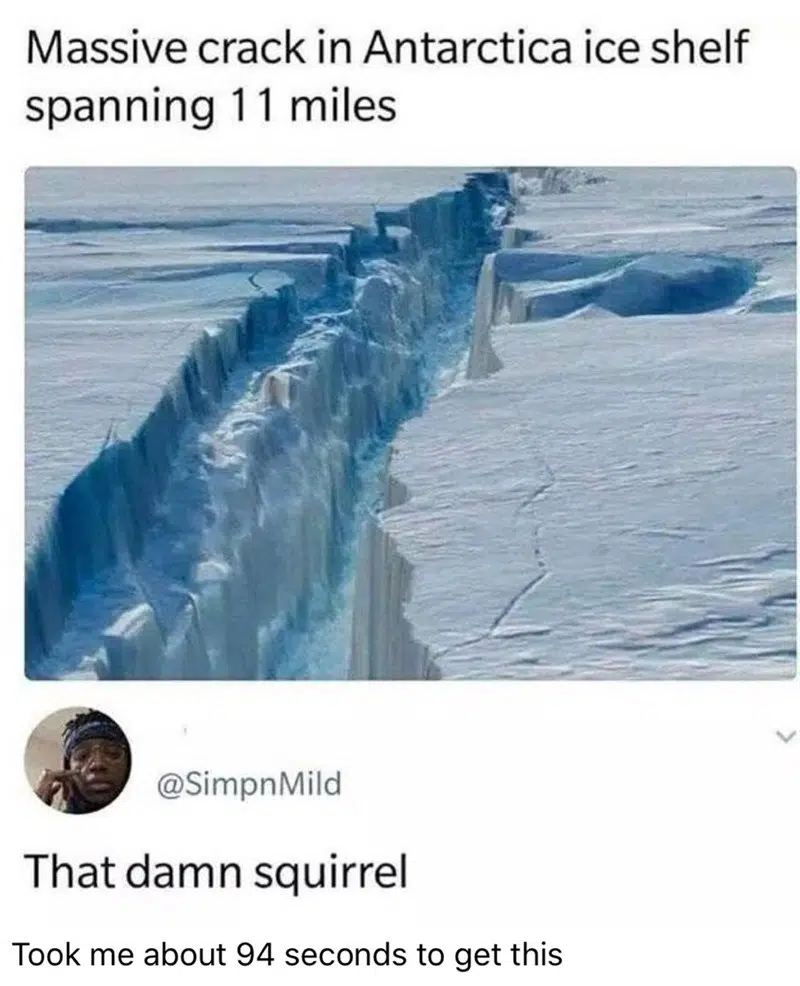 Massive crack in Antarctica ice shelf
spanning 11 miles
@SimpnMild
That damn squirrel
Took me about 94 seconds to get this